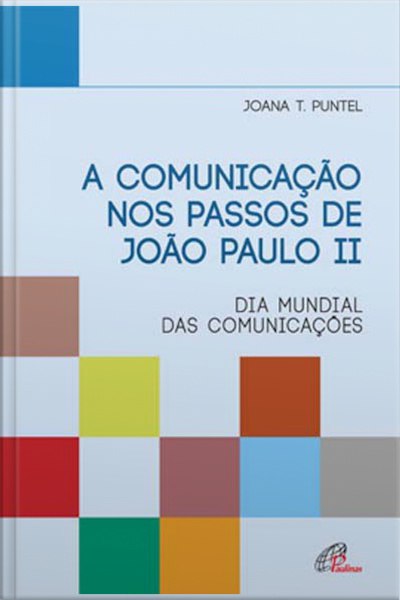 JOANA T. PUNTEL
A COMUNICAÇÃO
NOS PASSOS DE
JOÃO PAULO II
DIA MUNDIAL
DAS COMUNICAÇÕES
Paulinas